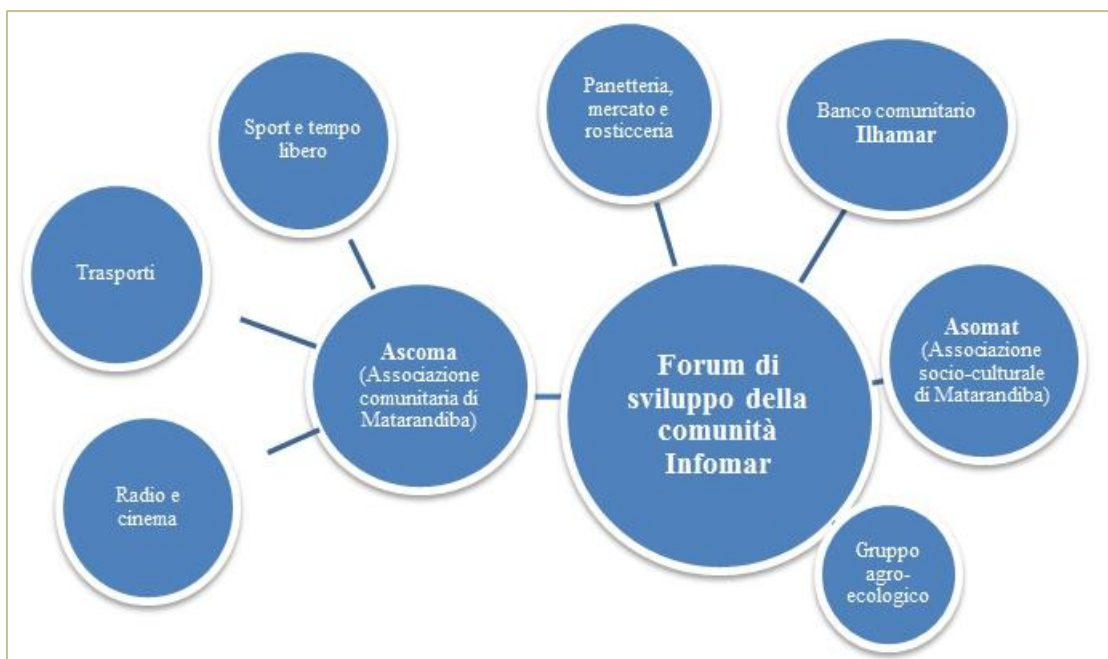 Sport e tempo
libero
Panetteria,
mercato e
rosticceria
Banco comunitario
Ilhamar
Trasporti
Ascoma
(Associazione
comunitaria di
Matarandiba)
Forum di
sviluppo della
comunità
Infomar
Asomat
(Associazione
socio-culturale
di Matarandiba)
Radio e
cinema
Gruppo
agro-
ecologico